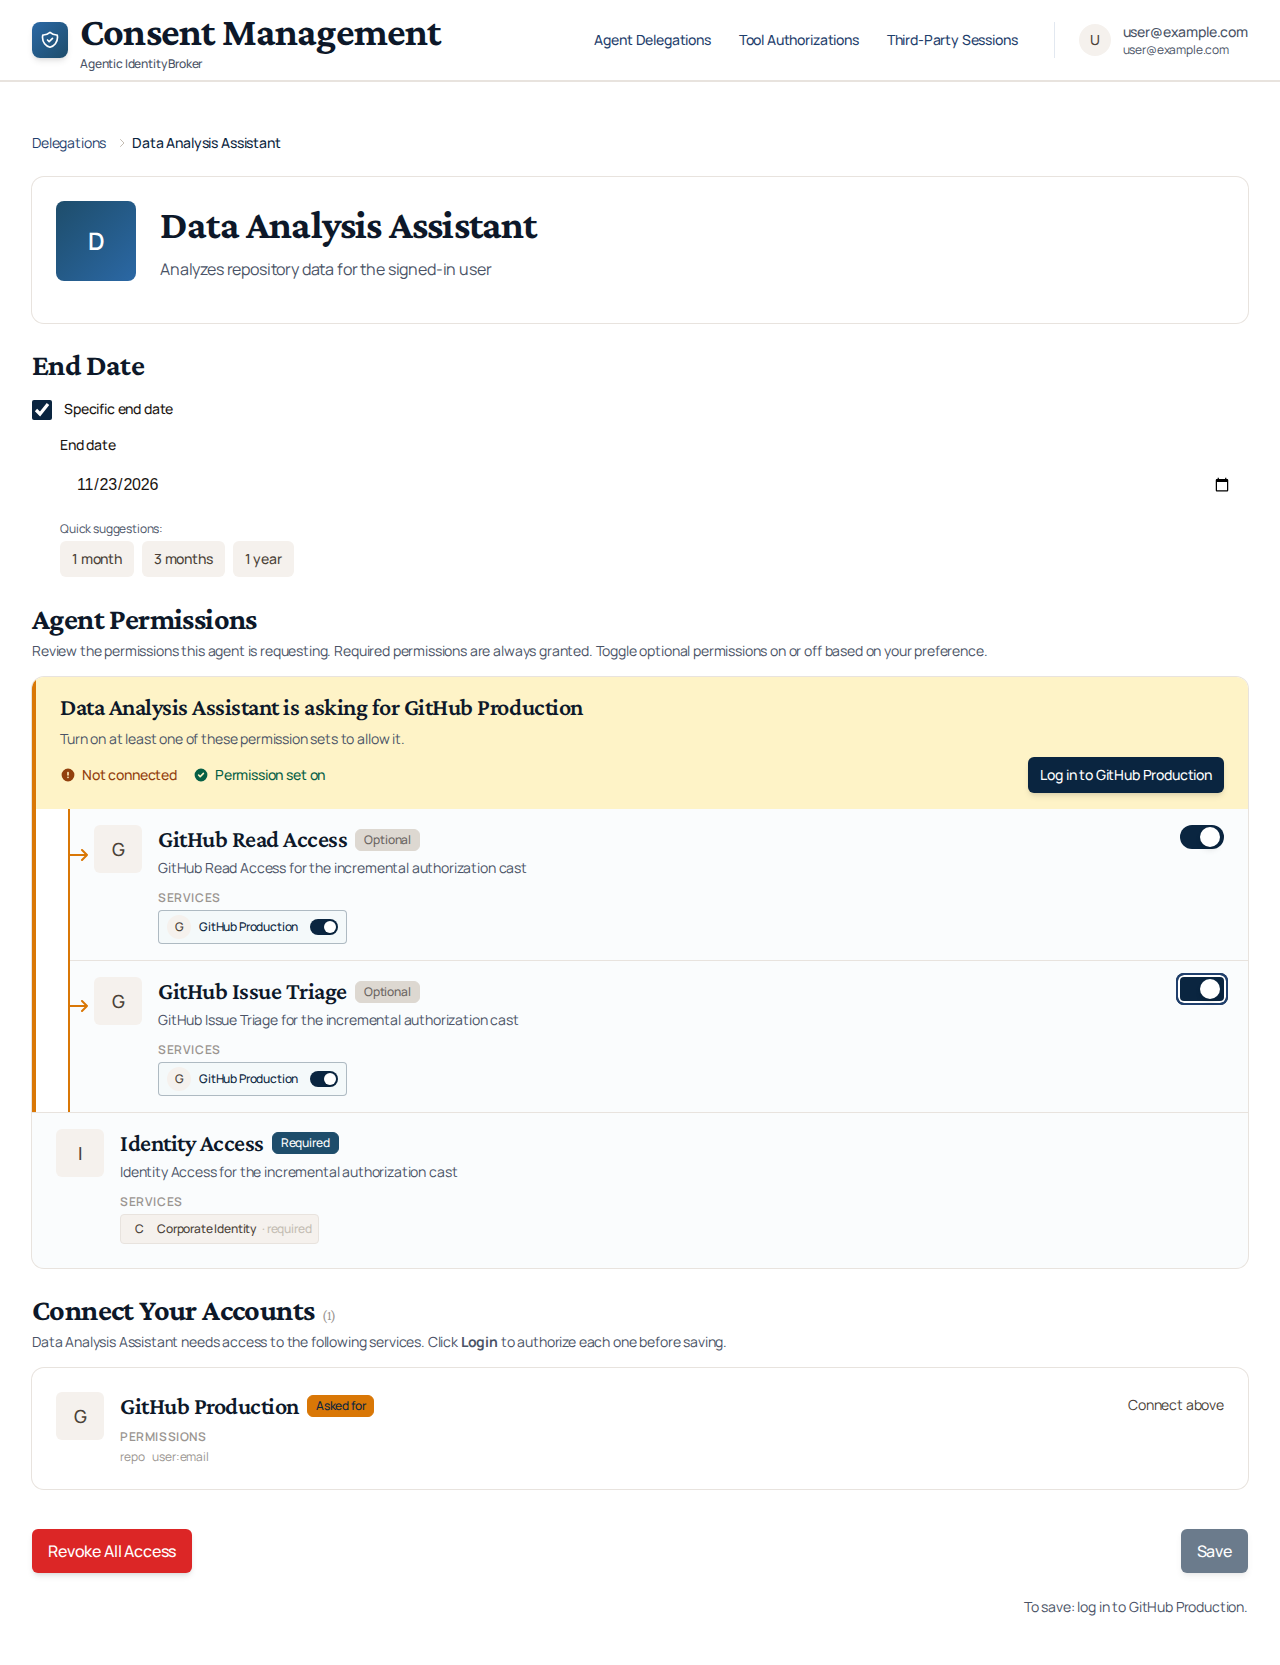 Consent Management
Agentic IdentityBroker
Agent Delegations
Tool Authorizations
Third-Party Sessions
U
user@example.com
user@example.com
Delegations
Data Analysis Assistant
D
Data Analysis Assistant
Analyzes repository data for the signed-in user
End Date
Specific end date
End date
11/23/2026
Quick suggestions:
1 month
3 months
1 year
Agent Permissions
Review the permissions this agent is requesting. Required permissions are always granted. Toggle optional permissions on or off based on your preference.
Data Analysis Assistant is asking for GitHub Production
Turn on at least one of these permission sets to allow it.
Not connected
Permission set on
Log in to GitHub Production
G
GitHub Read Access
Optional
GitHub Read Access for the incremental authorization cast
SERVICES
G
GitHub Production
G
GitHub Issue Triage
Optional
GitHub Issue Triage for the incremental authorization cast
SERVICES
G
GitHub Production
I
Identity Access
Required
Identity Access for the incremental authorization cast
SERVICES
C
Corporate Identity
· required
Connect Your Accounts (1)
Data Analysis Assistant needs access to the following services. Click Login to authorize each one before saving.
G
GitHub Production
Asked for
Connect above
PERMISSIONS
repo user:email
Revoke All Access
Save
To save: log in to GitHub Production.